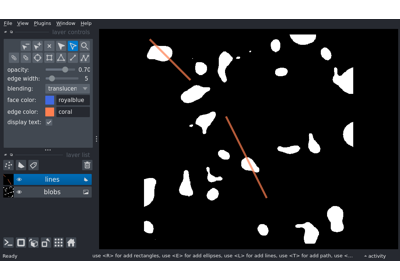 File View Plugins Window Help
layer controls
opacity: 0.70
edge width: 5
blending: translucen
face color: royalblue
edge color: coral
display text:
layer list
lines
blobs
Ready use <R> for add rectangles, use <E> for add ellipses, use <L> for add lines, use <T> for add path, use <... activity